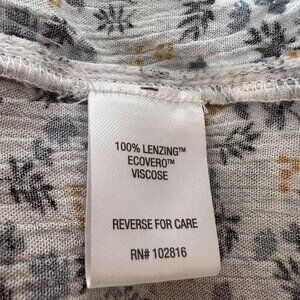 100% LENZING™
ECOVERO™
VISCOSE
REVERSE FOR CARE
RN# 102816